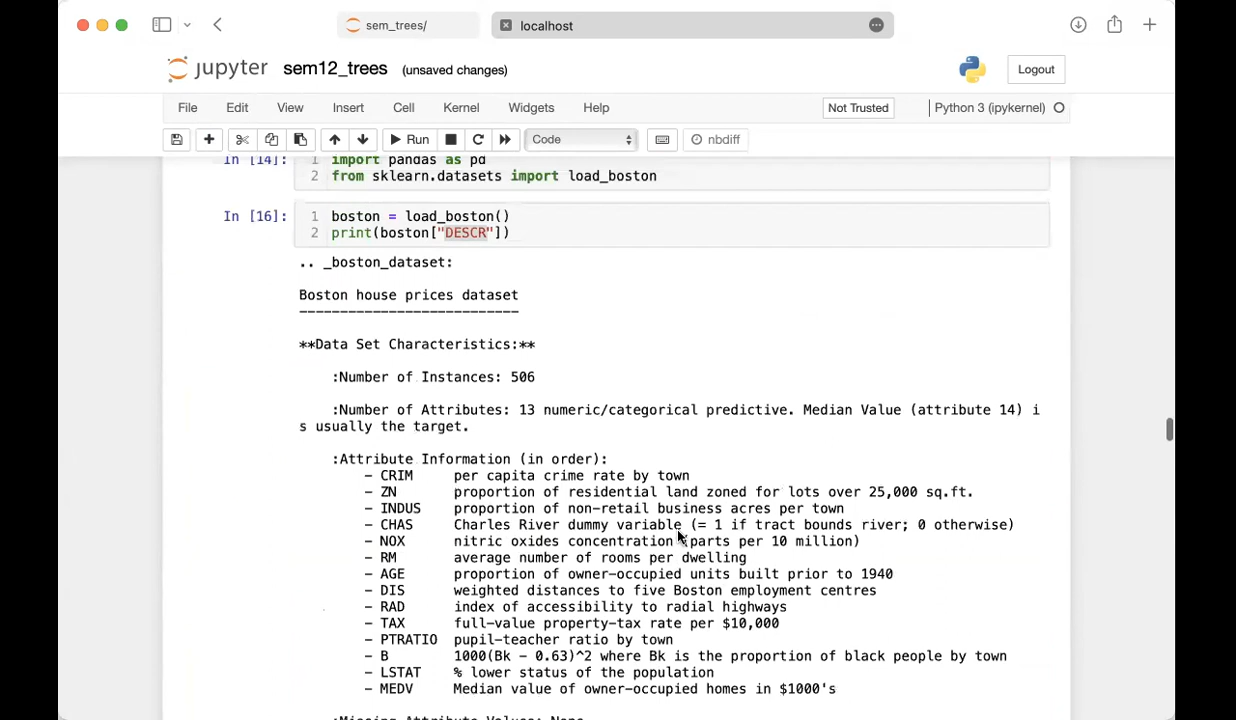 sem_trees/
localhost
jupyter sem12_trees (unsaved changes)
Logout
File Edit View Insert Cell Kernel Widgets Help
Not Trusted
Python 3 (ipykernel)
Run
Code
nbdiff
In [14]:
1 import pandas as pd
2 from sklearn.datasets import load_boston
In [16]:
1 boston = load_boston()
2 print(boston["DESCR"])
.. _boston_dataset:
Boston house prices dataset
---------------------------
**Data Set Characteristics:**
:Number of Instances: 506
:Number of Attributes: 13 numeric/categorical predictive. Median Value (attribute 14) i
s usually the target.
:Attribute Information (in order):
- CRIM per capita crime rate by town
- ZN proportion of residential land zoned for lots over 25,000 sq.ft.
- INDUS proportion of non-retail business acres per town
- CHAS Charles River dummy variable (= 1 if tract bounds river; 0 otherwise)
- NOX nitric oxides concentration (parts per 10 million)
- RM average number of rooms per dwelling
- AGE proportion of owner-occupied units built prior to 1940
- DIS weighted distances to five Boston employment centres
- RAD index of accessibility to radial highways
- TAX full-value property-tax rate per $10,000
- PTRATIO pupil-teacher ratio by town
- B 1000(Bk - 0.63)^2 where Bk is the proportion of black people by town
- LSTAT % lower status of the population
- MEDV Median value of owner-occupied homes in $1000's
:Missing Attribute Values: None